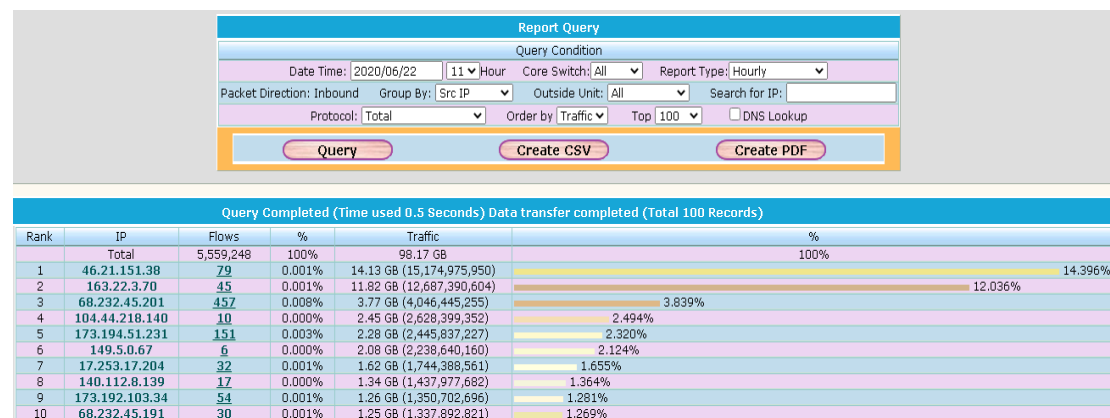 Report Query
Query Condition
Date Time: 2020/06/22 11 Hour Core Switch: All Report Type: Hourly
Packet Direction: Inbound Group By: Src IP Outside Unit: All Search for IP:
Protocol: Total Order by Traffic Top 100 DNS Lookup
Query Create CSV Create PDF
Query Completed (Time used 0.5 Seconds) Data transfer completed (Total 100 Records)
Rank IP Flows % Traffic %
Total 5,559,248 100% 98.17 GB 100%
1 46.21.151.38 79 0.001% 14.13 GB (15,174,975,950) 14.396%
2 163.22.3.70 45 0.001% 11.82 GB (12,687,390,604) 12.036%
3 68.232.45.201 457 0.008% 3.77 GB (4,046,445,255) 3.839%
4 104.44.218.140 10 0.000% 2.45 GB (2,628,399,352) 2.494%
5 173.194.51.231 151 0.003% 2.28 GB (2,445,837,227) 2.320%
6 149.5.0.67 6 0.000% 2.08 GB (2,238,640,160) 2.124%
7 17.253.17.204 32 0.001% 1.62 GB (1,744,388,561) 1.655%
8 140.112.8.139 17 0.000% 1.34 GB (1,437,977,682) 1.364%
9 173.192.103.34 54 0.001% 1.26 GB (1,350,702,696) 1.281%
10 68.232.45.191 30 0.001% 1.25 GB (1,337,892,821) 1.269%